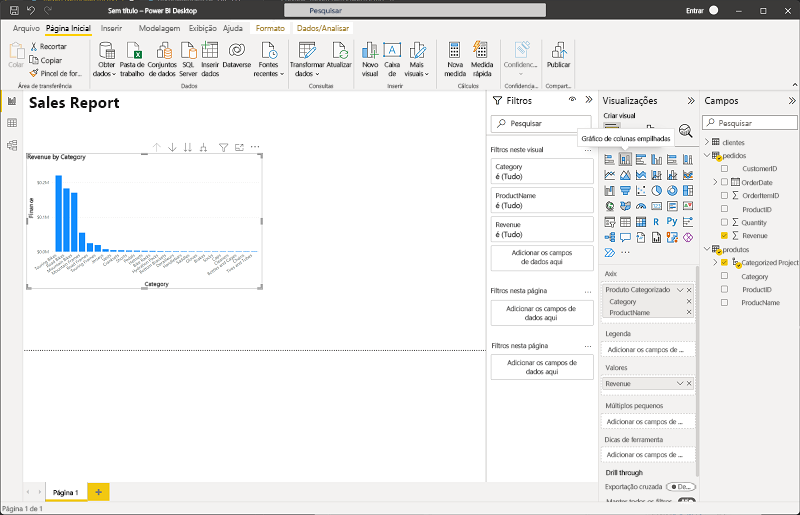 Sem título – Power BI Desktop
Pesquisar
Entrar
Arquivo
Página Inicial
Inserir
Modelagem
Exibição
Ajuda
Formato
Dados/Analisar
Colar
Recortar
Copiar
Pincel de for...
Área de transferência
Obter
dados
Pasta de
trabalho
Conjuntos
de dados
SQL
Server
Inserir
dados
Dataverse
Fontes
recentes
Dados
Transformar
dados
Atualizar
Consultas
Novo
visual
Caixa
de
Mais
visuais
Inserir
Nova
medida
Medida
rápida
Cálculos
Confidenc...
Confidencia...
Publicar
Compart...
Sales Report
Revenue by Category
$0.2M
$0.1M
$0.0M
Finance
Category
Filtros
Pesquisar
Filtros neste visual
Category
é (Tudo)
ProductName
é (Tudo)
Revenue
é (Tudo)
Adicionar os campos de
dados aqui
Filtros nesta página
Adicionar os campos de
dados aqui
Filtros nesta página
Adicionar os campos de
dados aqui
Visualizações
Criar visual
Gráfico de colunas empilhadas
R
Py
Axix
Produto Categorizado
Category
ProductName
Legenda
Adicionar os campos de ...
Valores
Revenue
Múltiplos pequenos
Adicionar os campos de ...
Dicas de ferramenta
Adicionar os campos de ...
Drill through
Exportação cruzada
De...
Manter todos os filtros
Campos
Pesquisar
clientes
pedidos
CustomerID
OrderDate
OrderItemID
ProductID
Quantity
Revenue
produtos
Categorized Project
Category
ProductID
ProducName
Página 1
Página 1 de 1